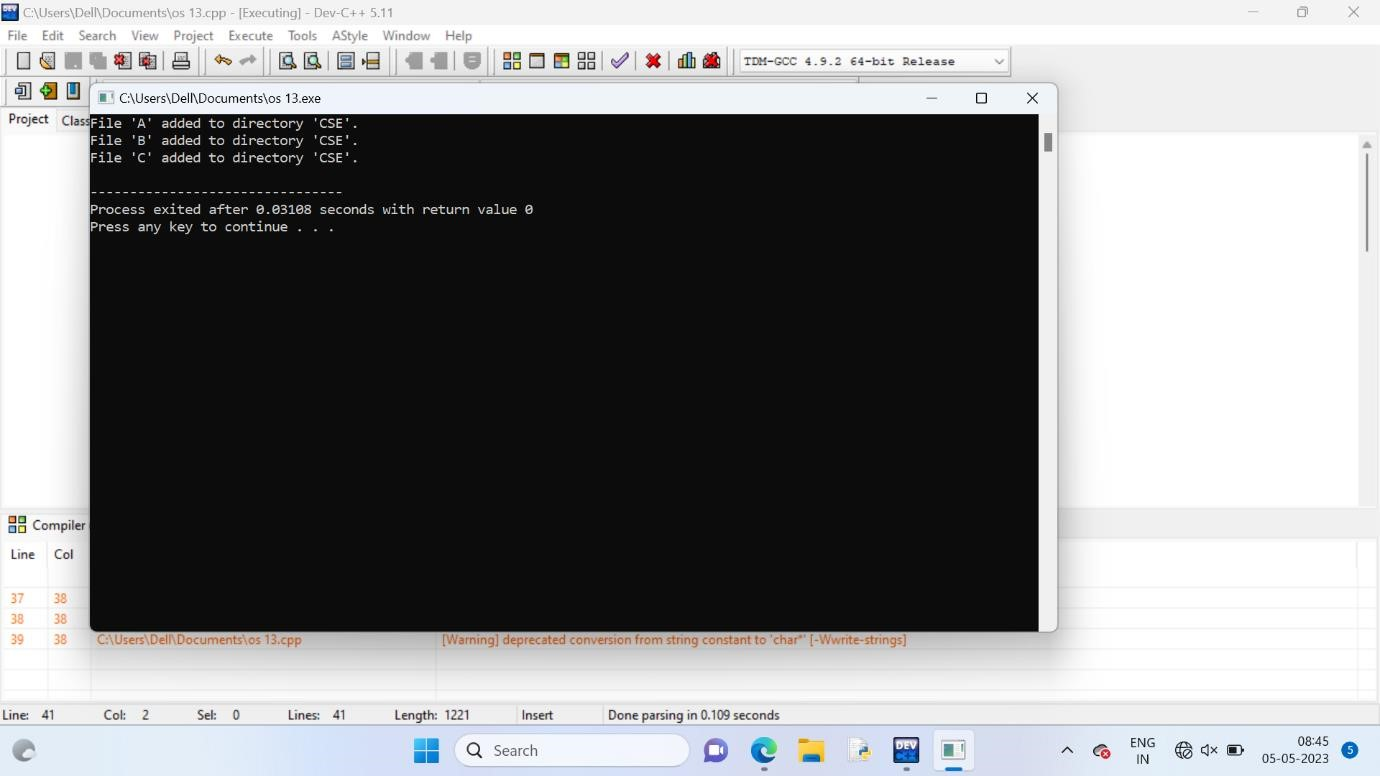 C:\Users\Dell\Documents\os 13.cpp - [Executing] - Dev-C++ 5.11
File Edit Search View Project Execute Tools AStyle Window Help
TDM-GCC 4.9.2 64-bit Release
C:\Users\Dell\Documents\os 13.exe
Project Class
File 'A' added to directory 'CSE'.
File 'B' added to directory 'CSE'.
File 'C' added to directory 'CSE'.
--------------------------------
Process exited after 0.03108 seconds with return value 0
Press any key to continue . . .
Compiler
Line Col
37 38
38 38
39 38 C:\Users\Dell\Documents\os 13.cpp [Warning] deprecated conversion from string constant to 'char*' [-Wwrite-strings]
Line: 41 Col: 2 Sel: 0 Lines: 41 Length: 1221 Insert Done parsing in 0.109 seconds
Search
DEV
ENG
IN
08:45
05-05-2023
5